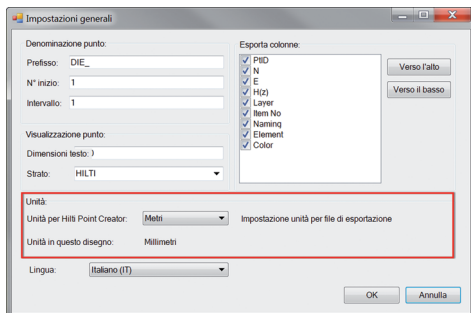 Impostazioni generali
Denominazione punto:
Prefisso: DIE_
N° inizio: 1
Intervallo: 1
Visualizzazione punto:
Dimensioni testo: )
Strato: HILTI
Esporta colonne:
PtID
N
E
H(z)
Layer
Item No
Naming
Element
Color
Verso l'alto
Verso il basso
Unità:
Unità per Hilti Point Creator: Metri Impostazione unità per file di esportazione
Unità in questo disegno: Millimetri
Lingua: Italiano (IT)
OK Annulla